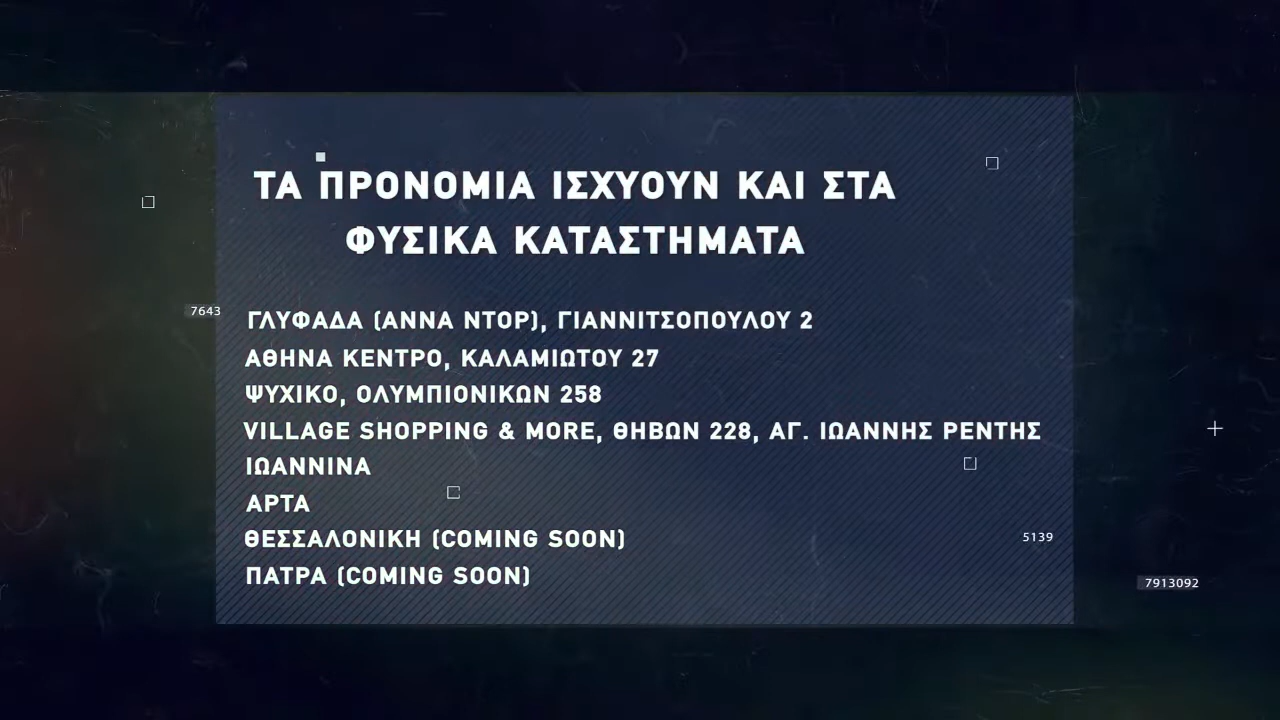 ΤΑ ΠΡΟΝΟΜΙΑ ΙΣΧΥΟΥΝ ΚΑΙ ΣΤΑ
ΦΥΣΙΚΑ ΚΑΤΑΣΤΗΜΑΤΑ
7643
ΓΛΥΦΑΔΑ (ΑΝΝΑ ΝΤΟΡ), ΓΙΑΝΝΙΤΣΟΠΟΥΛΟΥ 2
ΑΘΗΝΑ ΚΕΝΤΡΟ, ΚΑΛΑΜΙΩΤΟΥ 27
ΨΥΧΙΚΟ, ΟΛΥΜΠΙΟΝΙΚΩΝ 258
VILLAGE SHOPPING & MORE, ΘΗΒΩΝ 228, ΑΓ. ΙΩΑΝΝΗΣ ΡΕΝΤΗΣ
ΙΩΑΝΝΙΝΑ
ΑΡΤΑ
ΘΕΣΣΑΛΟΝΙΚΗ (COMING SOON)
5139
ΠΑΤΡΑ (COMING SOON)
7913092